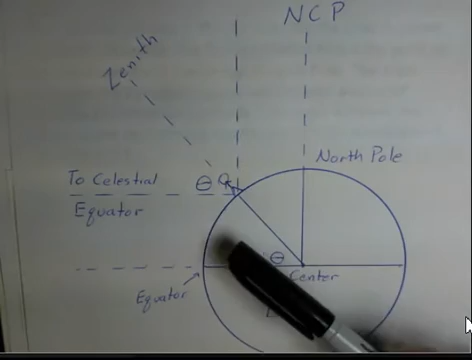 NCP
Zenith
North Pole
To Celestial
Equator
θ
θ
Center
Equator